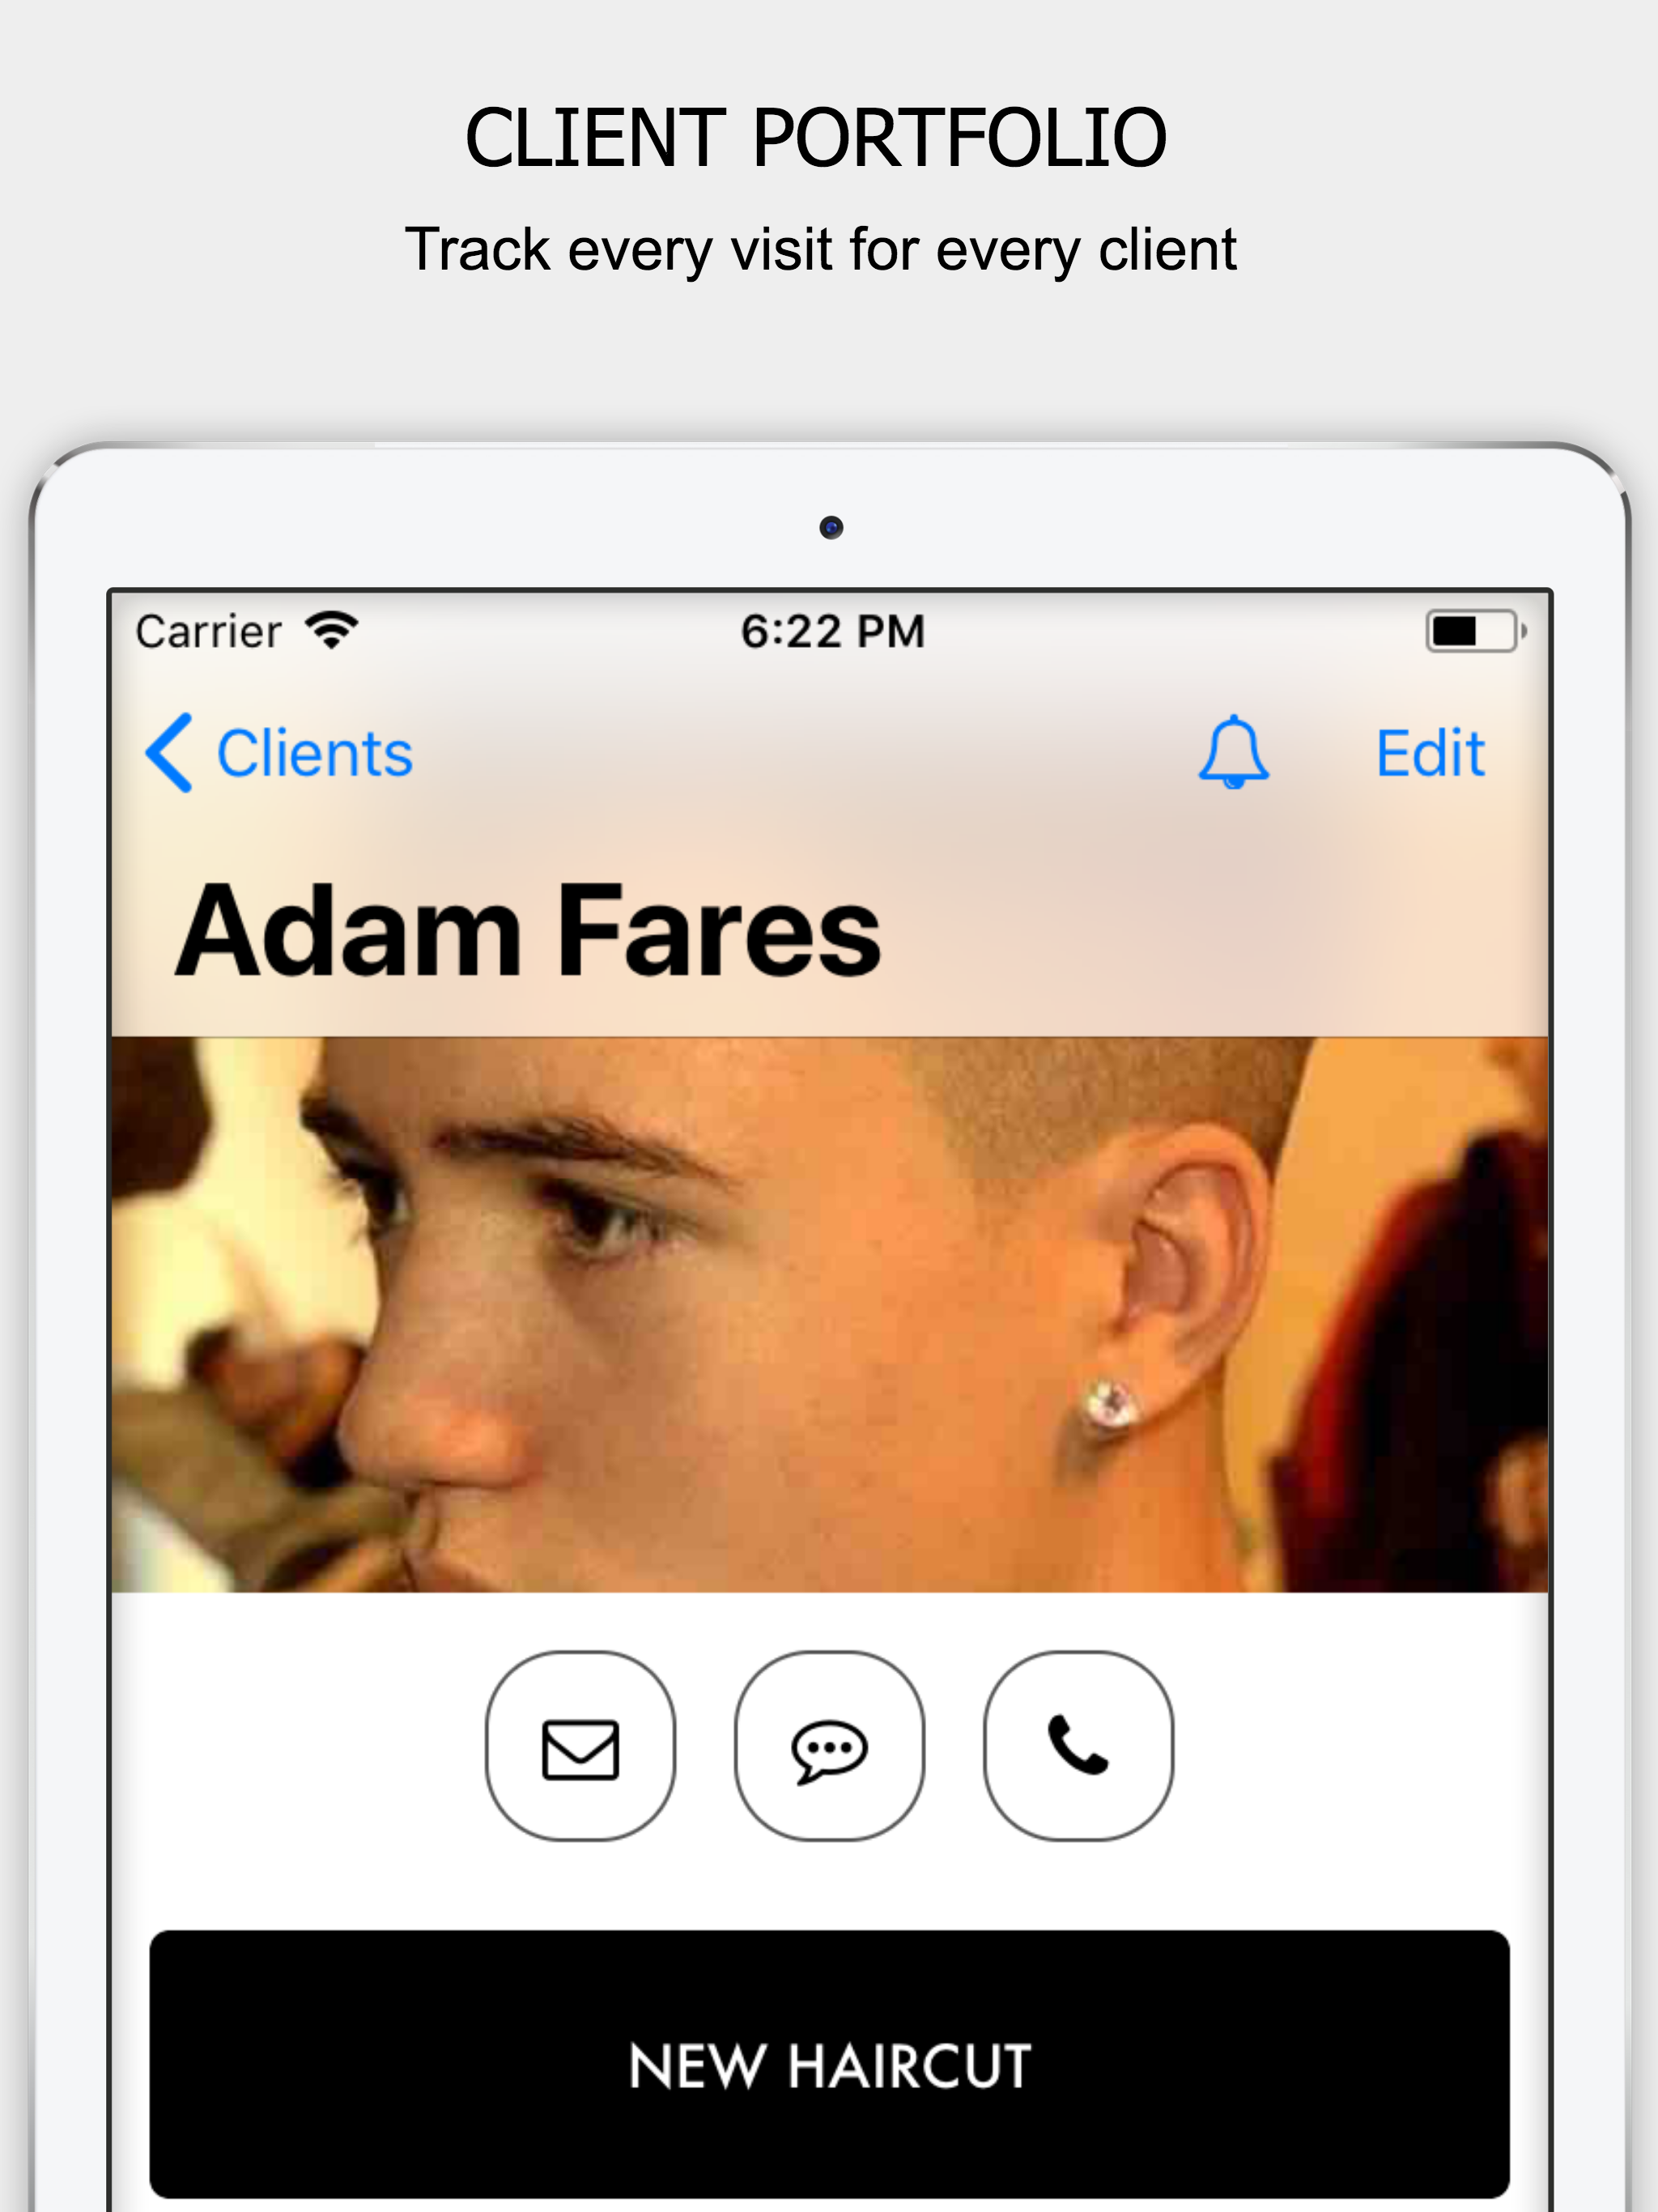 CLIENT PORTFOLIO
Track every visit for every client
Carrier 6:22 PM
Clients Edit
Adam Fares
NEW HAIRCUT